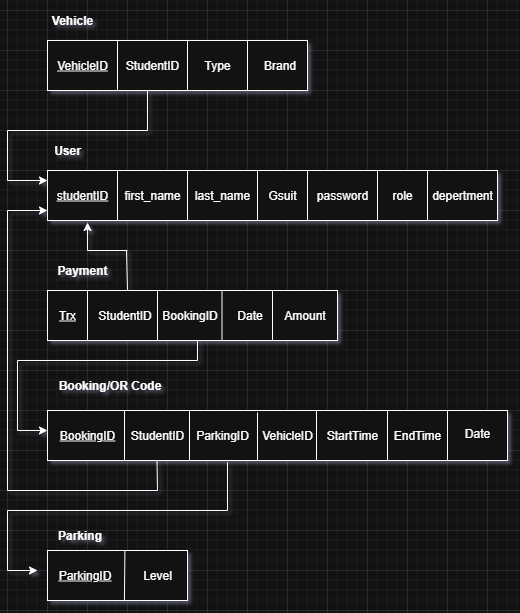 Vehicle
VehicleID StudentID Type Brand
User
studentID first_name last_name Gsuit password role depertment
Payment
Trx StudentID BookingID Date Amount
Booking/OR Code
BookingID StudentID ParkingID VehicleID StartTime EndTime Date
Parking
ParkingID Level